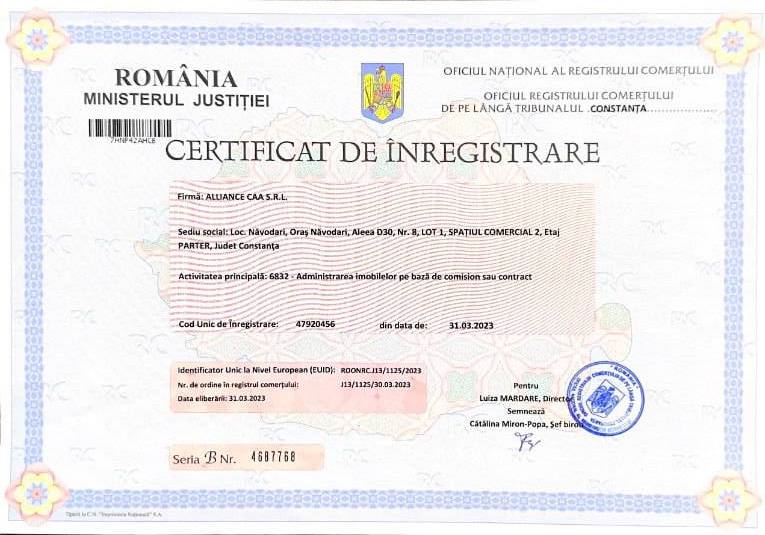 ROMÂNIA
MINISTERUL JUSTIȚIEI
OFICIUL NAȚIONAL AL REGISTRULUI COMERȚULUI
OFICIUL REGISTRULUI COMERȚULUI
DE PE LÂNGĂ TRIBUNALUL .CONSTANȚA
7HNP4ZAHCE
CERTIFICAT DE ÎNREGISTRARE
Firmă: ALLIANCE CAA S.R.L.
Sediu social: Loc. Năvodari, Oraş Năvodari, Aleea D30, Nr. 8, LOT 1, SPAȚIUL COMERCIAL 2, Etaj
PARTER, Judet Constanţa
Activitatea principală: 6832 - Administrarea imobilelor pe bază de comision sau contract
Cod Unic de Înregistrare: 47920456 din data de: 31.03.2023
Identificator Unic la Nivel European (EUID): ROONRC.J13/1125/2023
Nr. de ordine în registrul comerţului: J13/1125/30.03.2023
Data eliberării: 31.03.2023
Pentru
Luiza MARDARE, Director
Semnează
Cătălina Miron-Popa, Şef birou
ROMÂNIA
Seria B Nr. 4687768
Tipărit la C.N. "Imprimeria Națională" S.A.